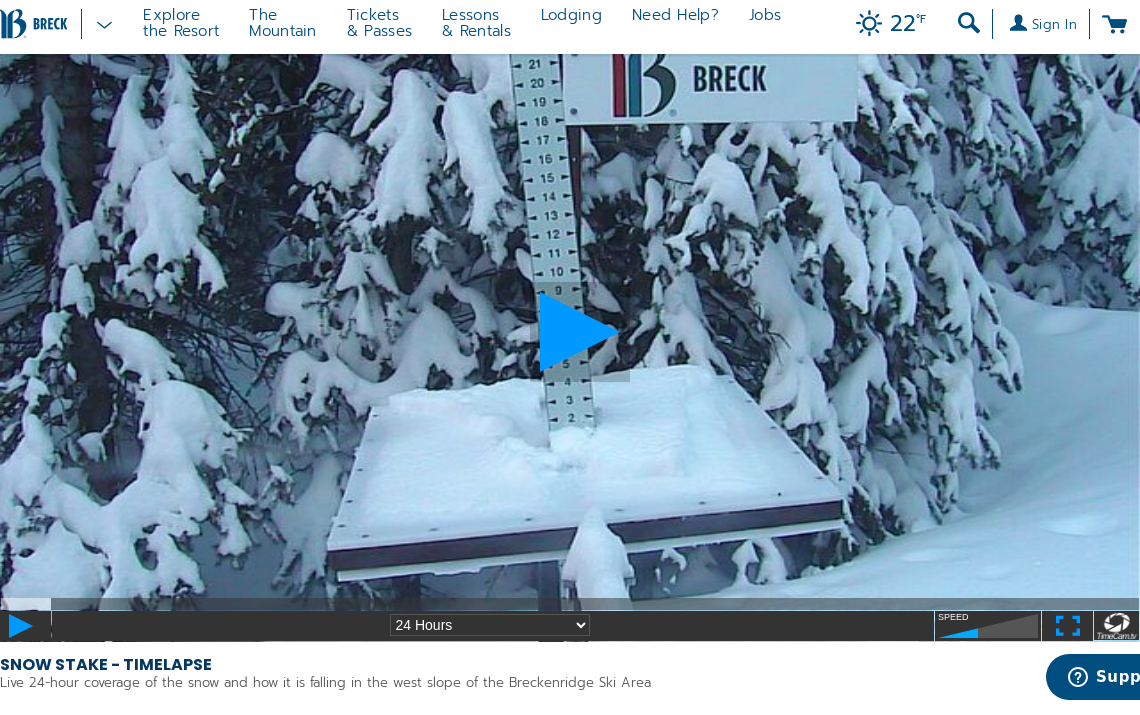 BRECK
Explore
the Resort
The
Mountain
Tickets
& Passes
Lessons
& Rentals
Lodging
Need Help?
Jobs
22°F
Sign In
21
20
19
18
17
16
15
14
13
12
11
10
9
5
4
3
2
BRECK
24 Hours
SPEED
TimeCam.tv
SNOW STAKE - TIMELAPSE
Live 24-hour coverage of the snow and how it is falling in the west slope of the Breckenridge Ski Area
Supp